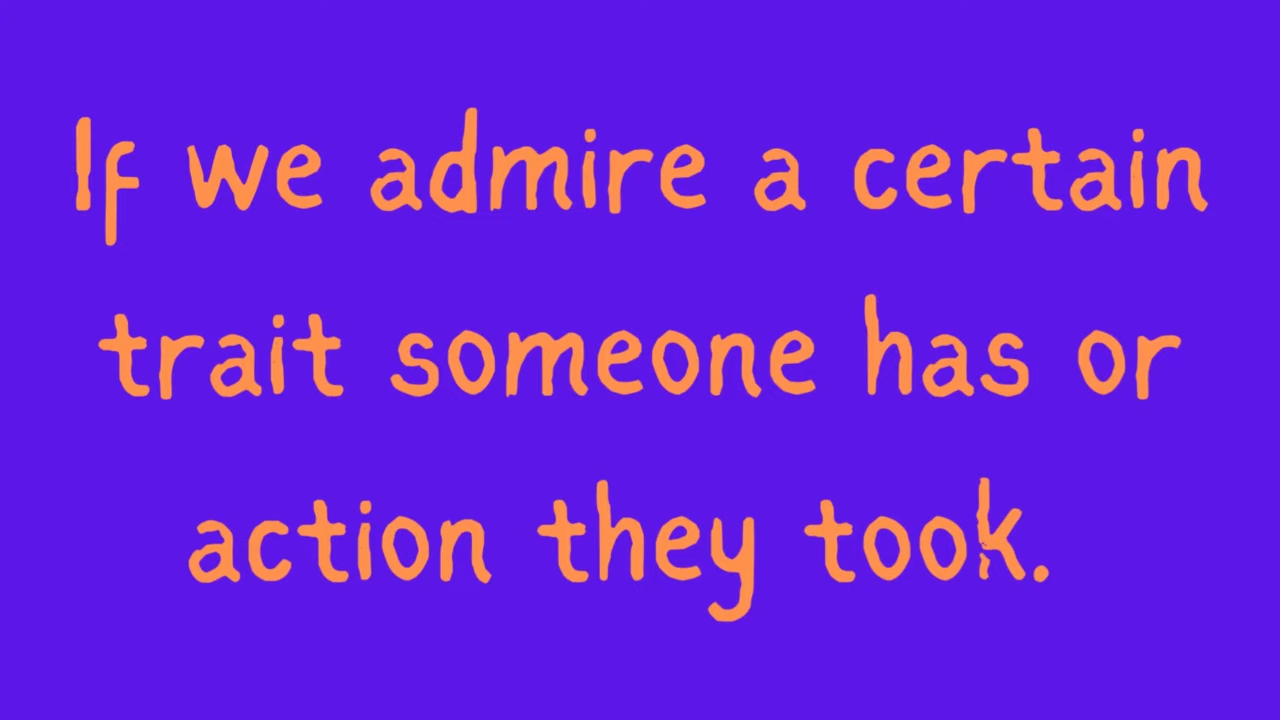 If we admire a certain
trait someone has or
action they took.